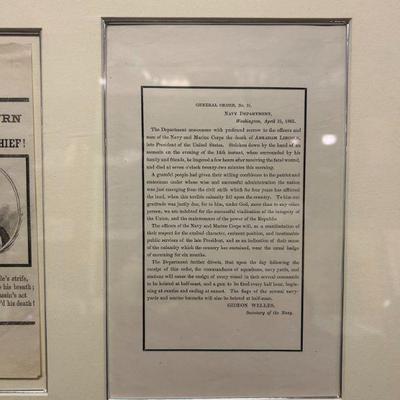 URN
CHIEF!
le's strife,
his breath;
ssin's act
'd his death!
GENERAL ORDER, No. 51.
NAVY DEPARTMENT,
Washington, April 15, 1865.
The Department announces with profound sorrow to the officers and
men of the Navy and Marine Corps the death of ABRAHAM LINCOLN,
late President of the United States. Stricken down by the hand of an
assassin on the evening of the 14th instant, when surrounded by his
family and friends, he lingered a few hours after receiving the fatal wound,
and died at seven o'clock twenty-two minutes this morning.
A grateful people had given their willing confidence to the patriot and
statesman under whose wise and successful administration the nation
was just emerging from the civil strife which for four years has afflicted
the land, when this terrible calamity fell upon the country. To him our
gratitude was justly due, for to him, under God, more than to any other
person, we are indebted for the successful vindication of the integrity of
the Union, and the maintenance of the power of the Republic.
The officers of the Navy and Marine Corps will, as a manifestation of
their respect for the exalted character, eminent position, and inestimable
public services of the late President, and as an indication of their sense
of the calamity which the country has sustained, wear the usual badge
of mourning for six months.
The Department further directs, that upon the day following the
receipt of this order, the commandants of squadrons, navy yards, and
stations will cause the ensign of every vessel in their several commands
to be hoisted at half-mast, and a gun to be fired every half hour, begin-
ning at sunrise and ending at sunset. The flags of the several navy-
yards and marine barracks will also be hoisted at half-mast.
GIDEON WELLES,
Secretary of the Navy.